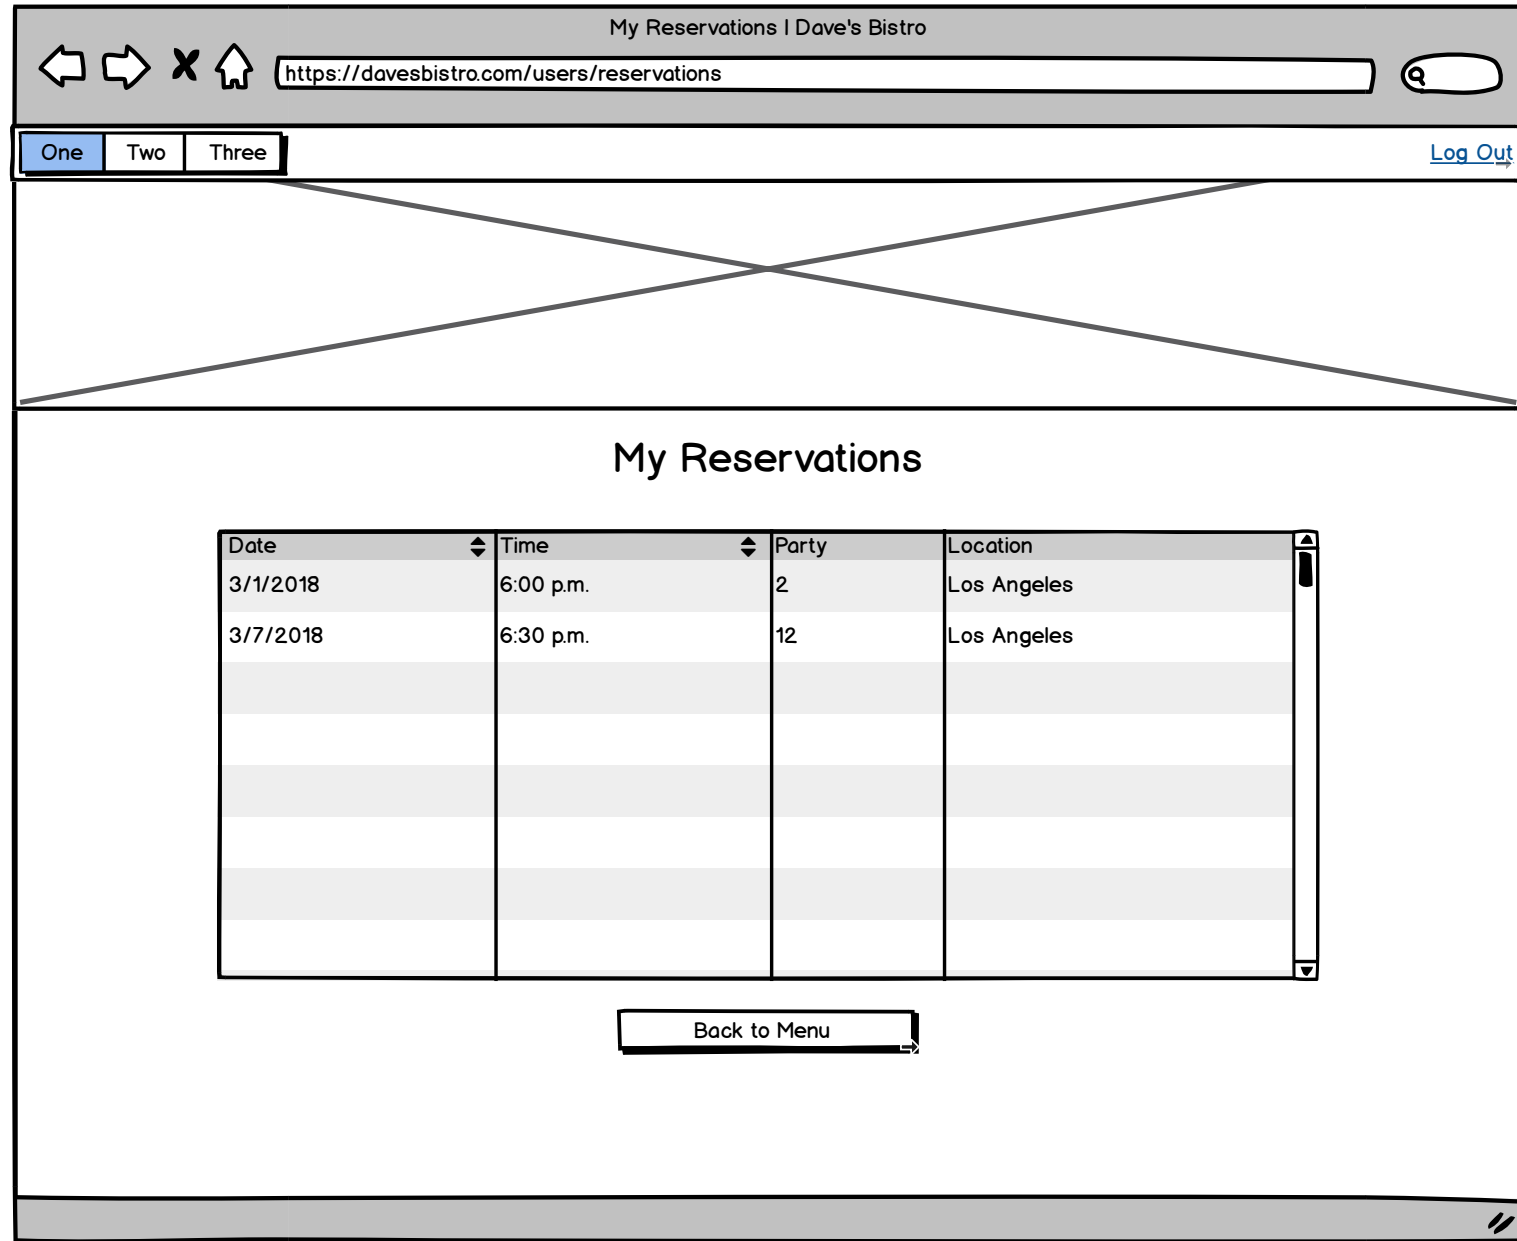 My Reservations | Dave's Bistro
https://davesbistro.com/users/reservations
One Two Three Log Out
My Reservations
Date Time Party Location
3/1/2018 6:00 p.m. 2 Los Angeles
3/7/2018 6:30 p.m. 12 Los Angeles
Back to Menu